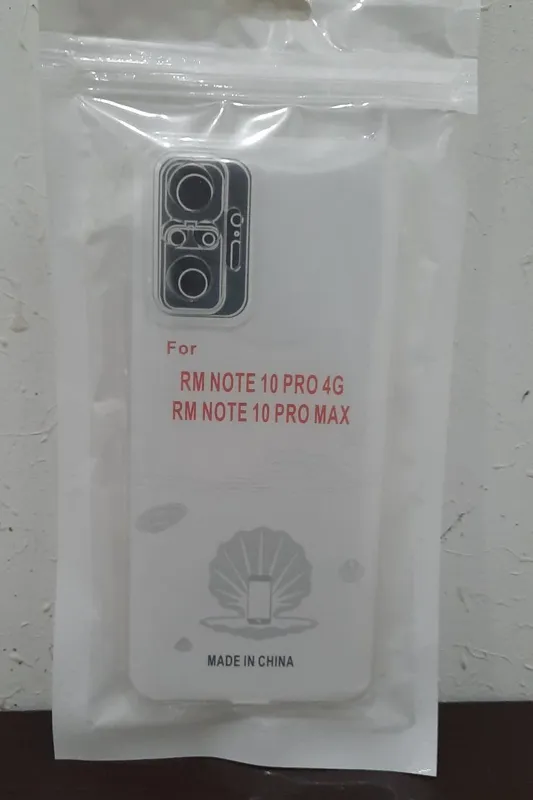 For
RM NOTE 10 PRO 4G
RM NOTE 10 PRO MAX
MADE IN CHINA